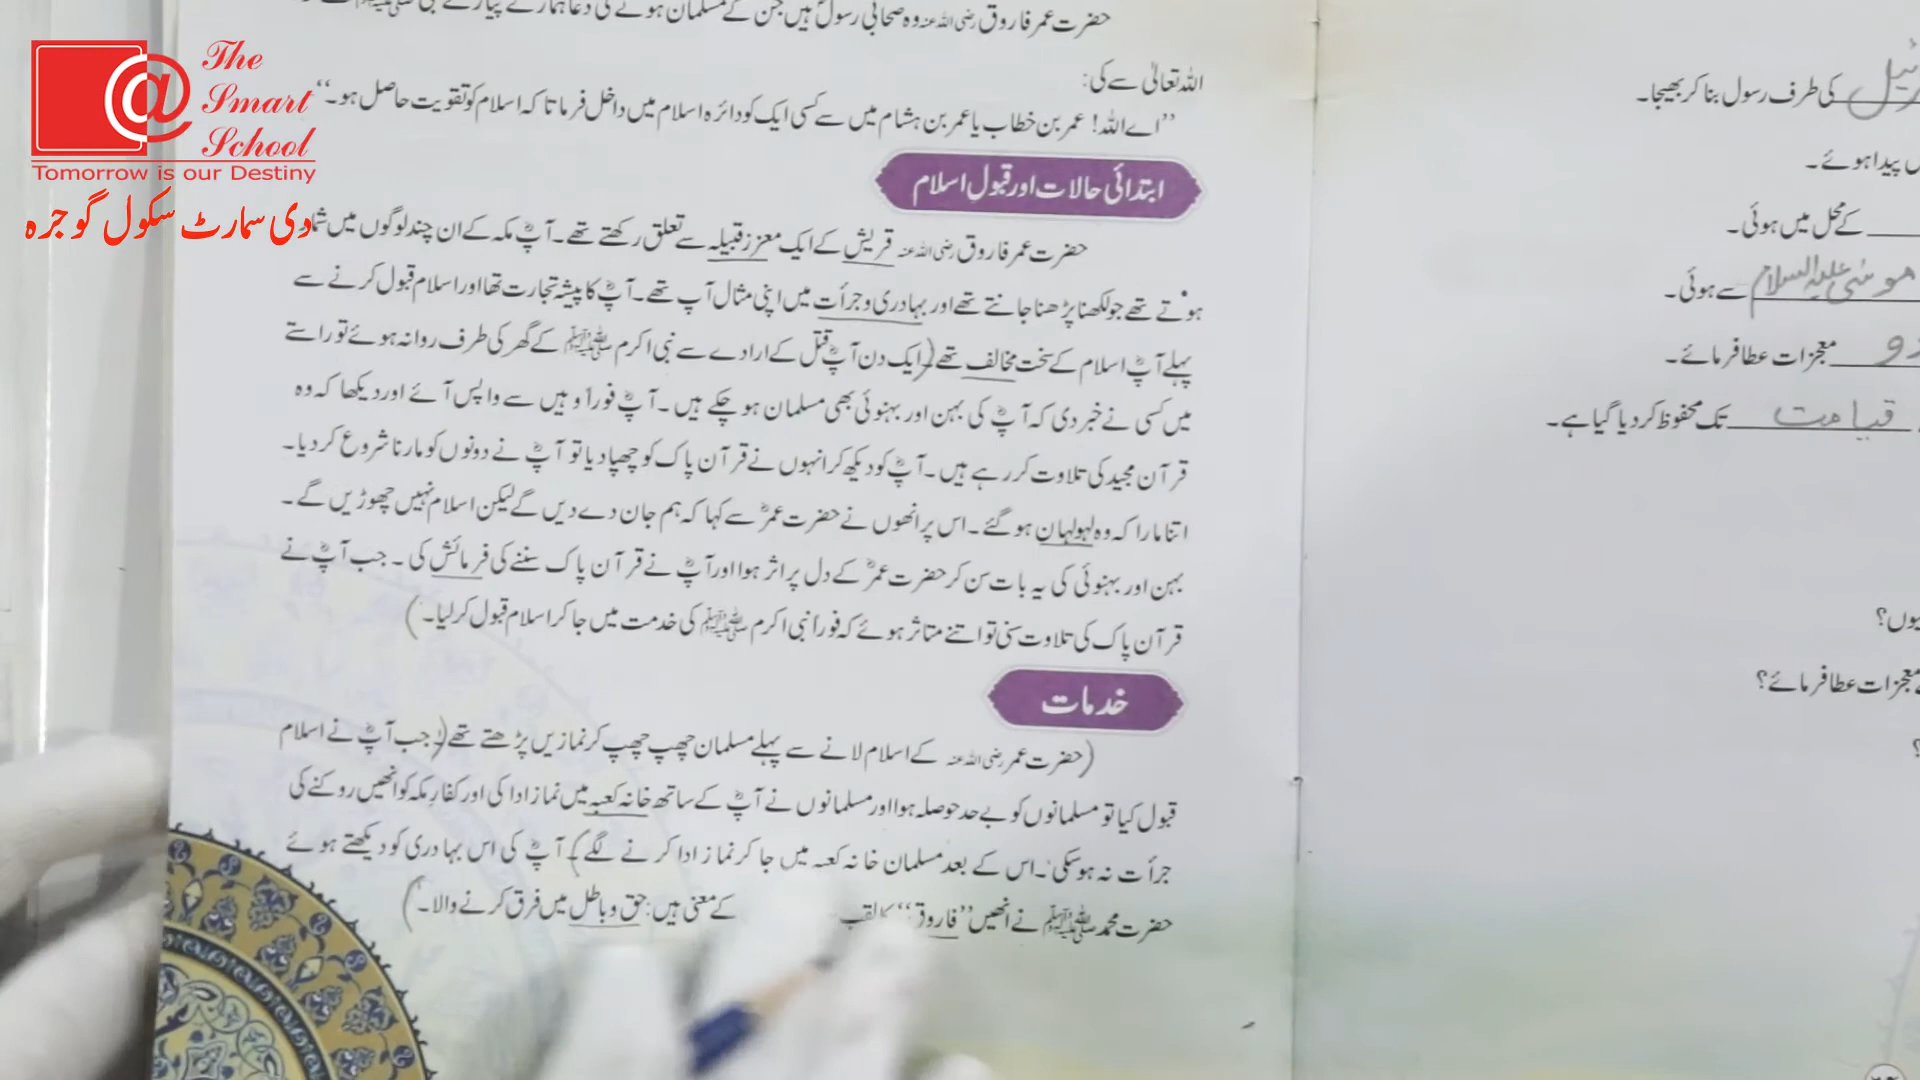 The
Smart
School
Tomorrow is our Destiny
دی سمارٹ سکول گوجرہ
حضرت عمر فاروق رضی اللہ عنہ وہ صحابی رسولؐ ہیں جن کے مسلمان ہونے کی دعا ہمارے پیارے نبی ﷺ نے
اللہ تعالیٰ سے کی:
’’اے اللہ! عمر بن خطاب یا عمر بن ہشام میں سے کسی ایک کو دائرہ اسلام میں داخل فرما تا کہ اسلام کو تقویت حاصل ہو۔‘‘
ابتدائی حالات اور قبولِ اسلام
حضرت عمر فاروق رضی اللہ عنہ قریش کے ایک معزز قبیلہ سے تعلق رکھتے تھے۔ آپؓ مکہ کے ان چند لوگوں میں شمار
ہوتے تھے جو لکھنا پڑھنا جانتے تھے اور بہادری و جرأت میں اپنی مثال آپ تھے۔ آپؓ کا پیشہ تجارت تھا اور اسلام قبول کرنے سے
پہلے آپؓ اسلام کے سخت مخالف تھے (ایک دن آپؓ قتل کے ارادے سے نبی اکرم ﷺ کے گھر کی طرف روانہ ہوئے تو راستے
میں کسی نے خبر دی کہ آپؓ کی بہن اور بہنوئی بھی مسلمان ہو چکے ہیں۔ آپؓ فوراً وہیں سے واپس آئے اور دیکھا کہ وہ
قرآن مجید کی تلاوت کر رہے ہیں۔ آپؓ کو دیکھ کر انہوں نے قرآن پاک کو چھپا دیا تو آپؓ نے دونوں کو مارنا شروع کر دیا۔
اتنا مارا کہ وہ لہولہان ہو گئے۔ اس پر انھوں نے حضرت عمرؓ سے کہا کہ ہم جان دے دیں گے لیکن اسلام نہیں چھوڑیں گے۔
بہن اور بہنوئی کی یہ بات سن کر حضرت عمرؓ کے دل پر اثر ہوا اور آپؓ نے قرآن پاک سننے کی فرمائش کی۔ جب آپؓ نے
قرآن پاک کی تلاوت سنی تو اتنے متاثر ہوئے کہ فوراً نبی اکرم ﷺ کی خدمت میں جا کر اسلام قبول کر لیا۔)
خدمات
(حضرت عمر رضی اللہ عنہ کے اسلام لانے سے پہلے مسلمان چھپ چھپ کر نمازیں پڑھتے تھے (جب آپؓ نے اسلام
قبول کیا تو مسلمانوں کو بے حد حوصلہ ہوا اور مسلمانوں نے آپؓ کے ساتھ خانہ کعبہ میں نماز ادا کی اور کفار مکہ کو انھیں روکنے کی
جرأت نہ ہو سکی۔ اس کے بعد مسلمان خانہ کعبہ میں جا کر نماز ادا کرنے لگے) آپؓ کی اس بہادری کو دیکھتے ہوئے
حضرت محمد ﷺ نے انھیں ’’فاروق‘‘ کا لقب کے معنی ہیں: حق و باطل میں فرق کرنے والا۔)
کی طرف رسول بنا کر بھیجا۔
پیدا ہوئے۔
کے محل میں ہوئی۔
موسیٰ علیہ السلام سے ہوئی۔
دو معجزات عطا فرمائے۔
قیامت تک محفوظ کر دیا گیا ہے۔
معجزات عطا فرمائے؟